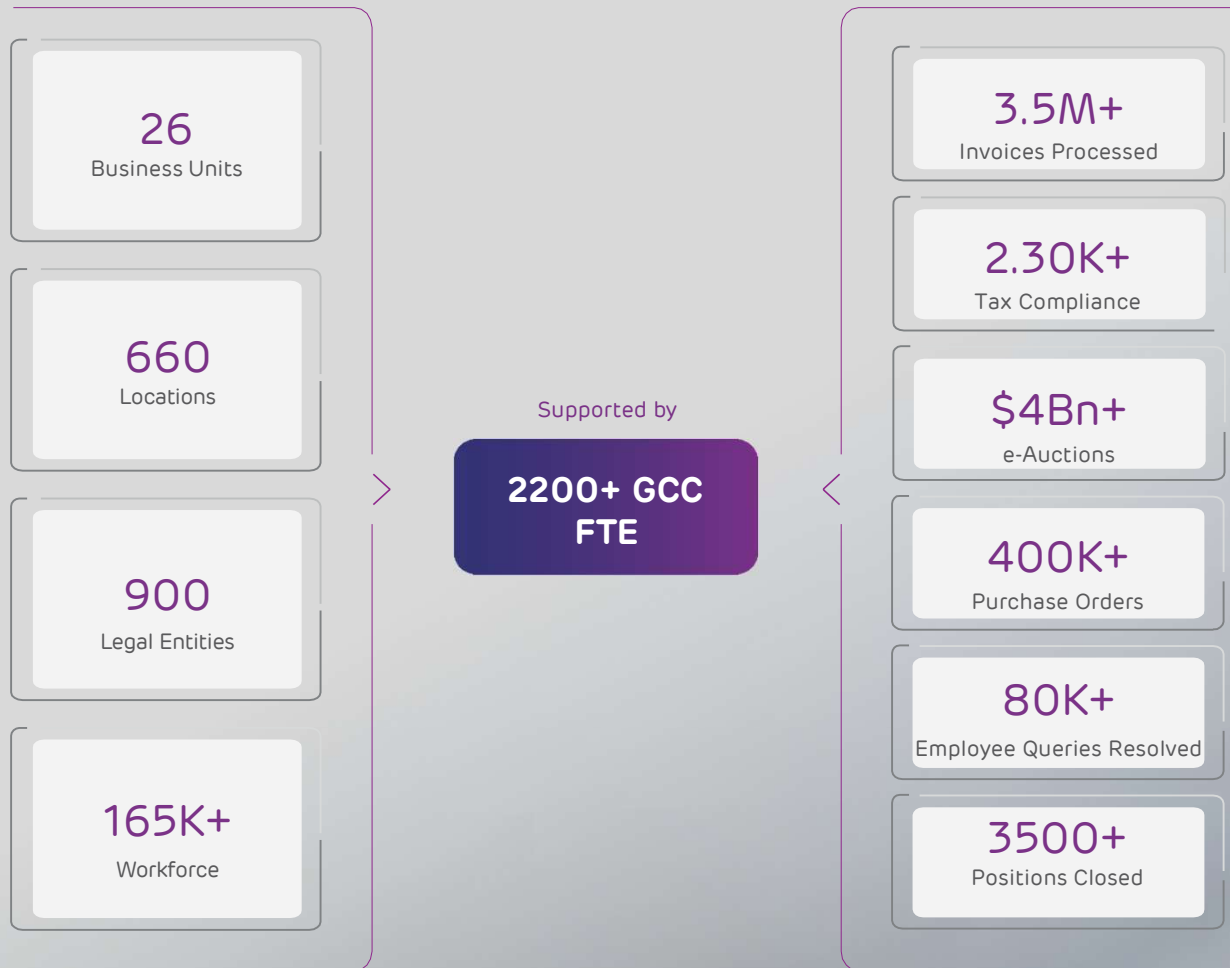 26
Business Units
660
Locations
900
Legal Entities
165K+
Workforce
Supported by
2200+ GCC
FTE
3.5M+
Invoices Processed
2.30K+
Tax Compliance
$4Bn+
e-Auctions
400K+
Purchase Orders
80K+
Employee Queries Resolved
3500+
Positions Closed